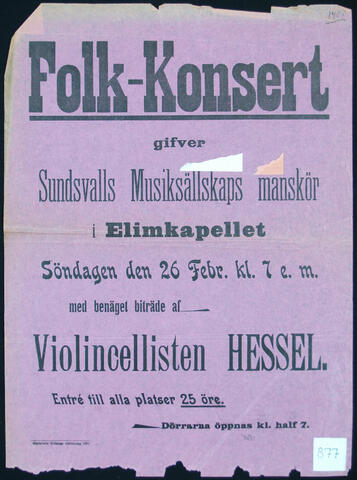 Folk-Konsert
gifver
Sundsvalls Musiksällskaps manskör
i Elimkapellet
Söndagen den 26 Febr. kl. 7 e. m.
med benäget biträde af
Violincellisten HESSEL.
Entré till alla platser 25 öre.
Dörrarna öppnas kl. half 7.
877